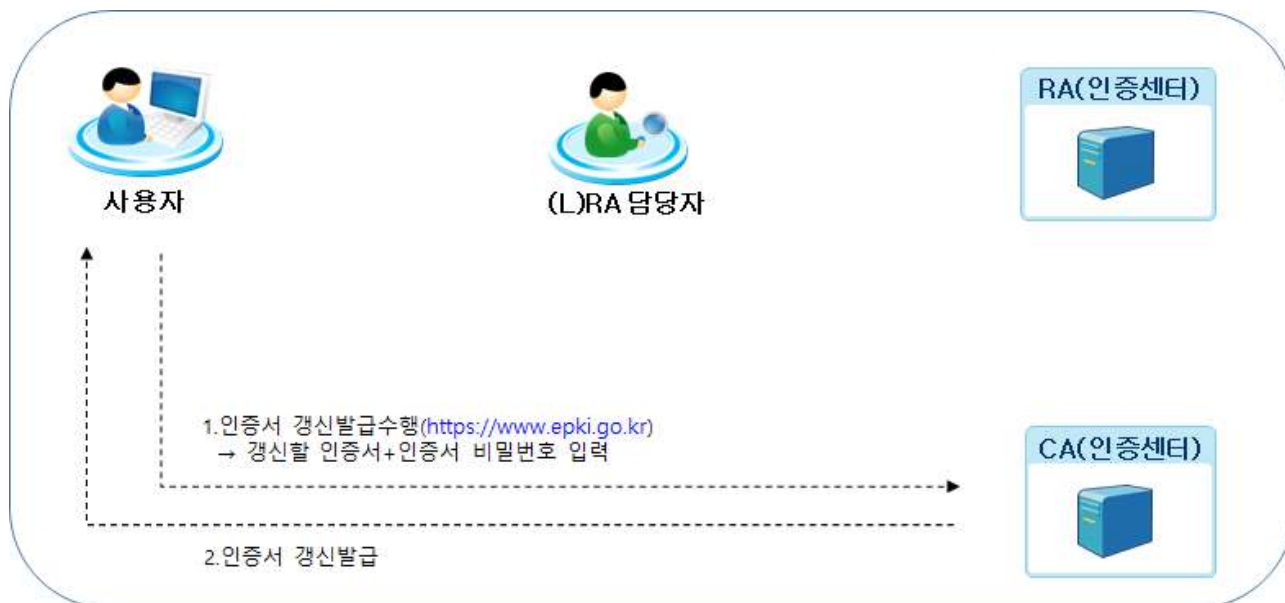 RA(인증센터)
사용자
(L)RA 담당자
1.인증서 갱신발급수행(https://www.epki.go.kr)
→ 갱신할 인증서+인증서 비밀번호 입력
CA(인증센터)
2.인증서 갱신발급